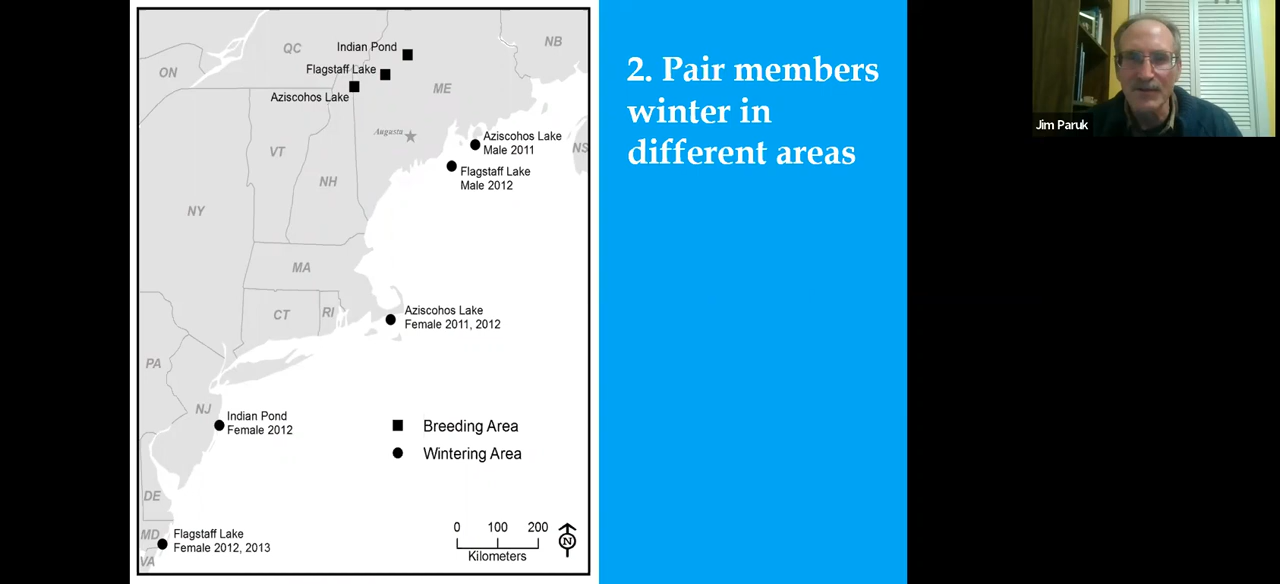 QC
NB
Indian Pond
ON
Flagstaff Lake
ME
Aziscohos Lake
Augusta
Aziscohos Lake
Male 2011
NS
VT
Flagstaff Lake
Male 2012
NH
NY
MA
Aziscohos Lake
Female 2011, 2012
CT
RI
PA
NJ
Indian Pond
Female 2012
Breeding Area
Wintering Area
DE
MD
Flagstaff Lake
Female 2012, 2013
VA
0 100 200
Kilometers
N
2. Pair members
winter in
different areas
Jim Paruk